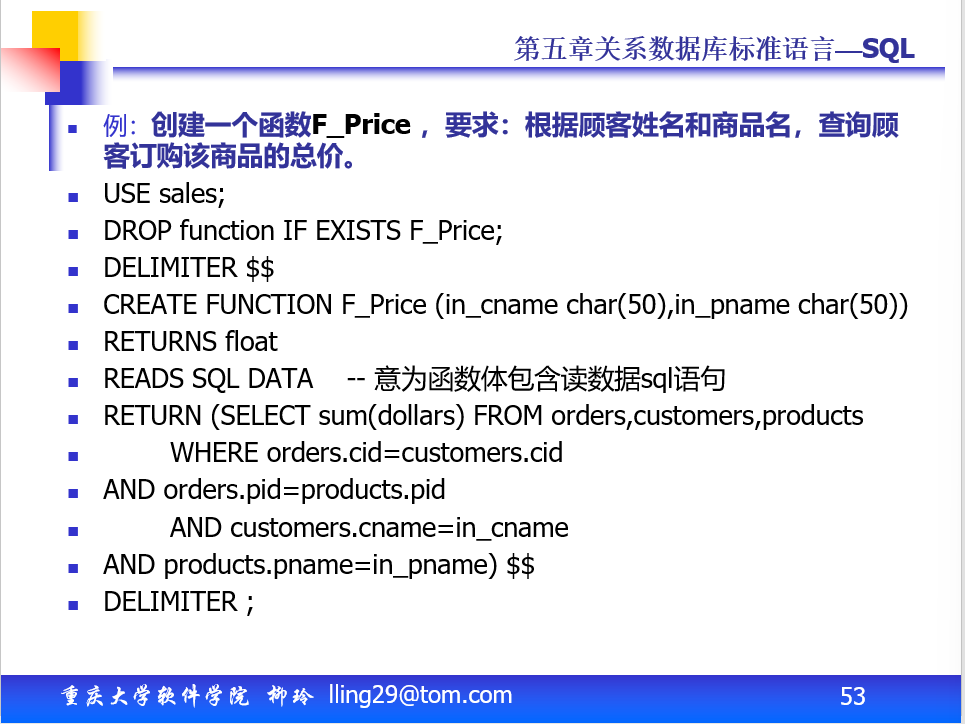 第五章关系数据库标准语言—SQL
例：创建一个函数F_Price ，要求：根据顾客姓名和商品名，查询顾
客订购该商品的总价。
USE sales;
DROP function IF EXISTS F_Price;
DELIMITER $$
CREATE FUNCTION F_Price (in_cname char(50),in_pname char(50))
RETURNS float
READS SQL DATA -- 意为函数体包含读数据sql语句
RETURN (SELECT sum(dollars) FROM orders,customers,products
WHERE orders.cid=customers.cid
AND orders.pid=products.pid
AND customers.cname=in_cname
AND products.pname=in_pname) $$
DELIMITER ;
重庆大学软件学院 柳玲 lling29@tom.com 53